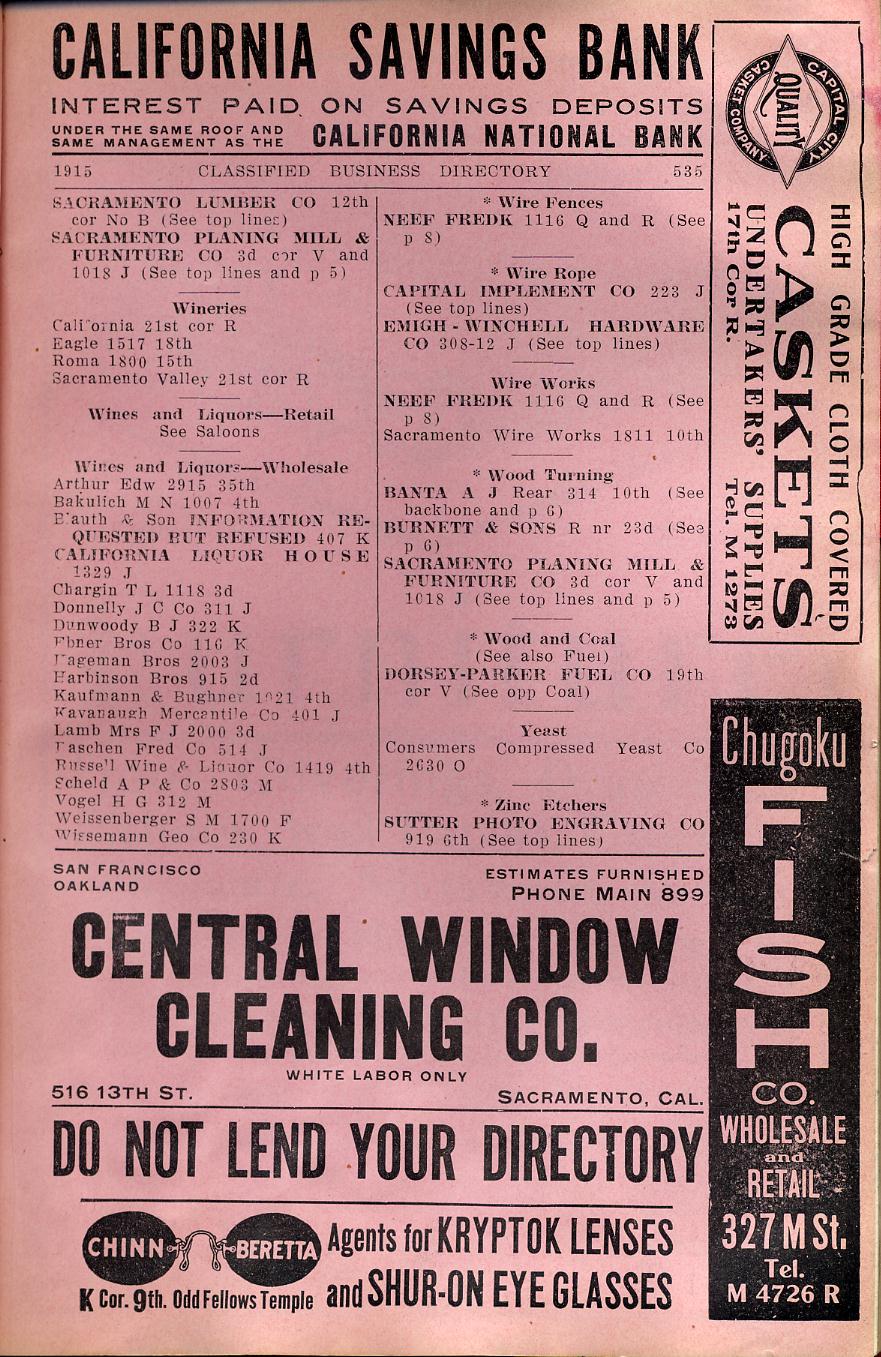 CALIFORNIA SAVINGS BANK
INTEREST PAID ON SAVINGS DEPOSITS
UNDER THE SAME ROOF AND
SAME MANAGEMENT AS THE
CALIFORNIA NATIONAL BANK
1915 CLASSIFIED BUSINESS DIRECTORY 535
SACRAMENTO LUMBER CO 12th
cor No B (See top lines)
SACRAMENTO PLANING MILL &
FURNITURE CO 3d cor V and
1018 J (See top lines and p 5)
Wineries
California 21st cor R
Eagle 1517 18th
Roma 1800 15th
Sacramento Valley 21st cor R
Wines and Liquors—Retail
See Saloons
Wines and Liquors—Wholesale
Arthur Edw 2915 35th
Bakulich M N 1007 4th
Blauth & Son INFORMATION RE-
QUESTED BUT REFUSED 407 K
CALIFORNIA LIQUOR HOUSE
1329 J
Chargin T L 1118 3d
Donnelly J C Co 311 J
Dunwoody B J 322 K
Ebner Bros Co 116 K
Hageman Bros 2003 J
Harbinson Bros 915 2d
Kaufmann & Bughner 1021 4th
Kavanaugh Mercantile Co 401 J
Lamb Mrs F J 2000 3d
Raschen Fred Co 514 J
Russell Wine & Liquor Co 1419 4th
Scheld A P & Co 2803 M
Vogel H G 312 M
Weissenberger S M 1700 F
Wissemann Geo Co 230 K
* Wire Fences
NEEF FREDK 1116 Q and R (See
p 8)
* Wire Rope
CAPITAL IMPLEMENT CO 223 J
(See top lines)
EMIGH-WINCHELL HARDWARE
CO 308-12 J (See top lines)
Wire Works
NEEF FREDK 1116 Q and R (See
p 8)
Sacramento Wire Works 1811 10th
* Wood Turning
BANTA A J Rear 314 10th (See
backbone and p 6)
BURNETT & SONS R nr 23d (See
p 6)
SACRAMENTO PLANING MILL &
FURNITURE CO 3d cor V and
1018 J (See top lines and p 5)
* Wood and Coal
(See also Fuel)
DORSEY-PARKER FUEL CO 19th
cor V (See opp Coal)
Yeast
Consumers Compressed Yeast Co
2630 O
* Zinc Etchers
SUTTER PHOTO ENGRAVING CO
919 6th (See top lines)
CAPITAL CITY
QUALITY
CASKET COMPANY
HIGH GRADE CLOTH COVERED
CASKETS
UNDERTAKERS' SUPPLIES
17th Cor R. Tel. M 1273
Chugoku
FISH
CO.
WHOLESALE
and
RETAIL
327 M St.
Tel.
M 4726 R
SAN FRANCISCO
OAKLAND
ESTIMATES FURNISHED
PHONE MAIN 899
CENTRAL WINDOW
CLEANING CO.
WHITE LABOR ONLY
516 13TH ST. SACRAMENTO, CAL.
DO NOT LEND YOUR DIRECTORY
CHINN BERETTA
K Cor. 9th. Odd Fellows Temple
Agents for KRYPTOK LENSES
and SHUR-ON EYE GLASSES